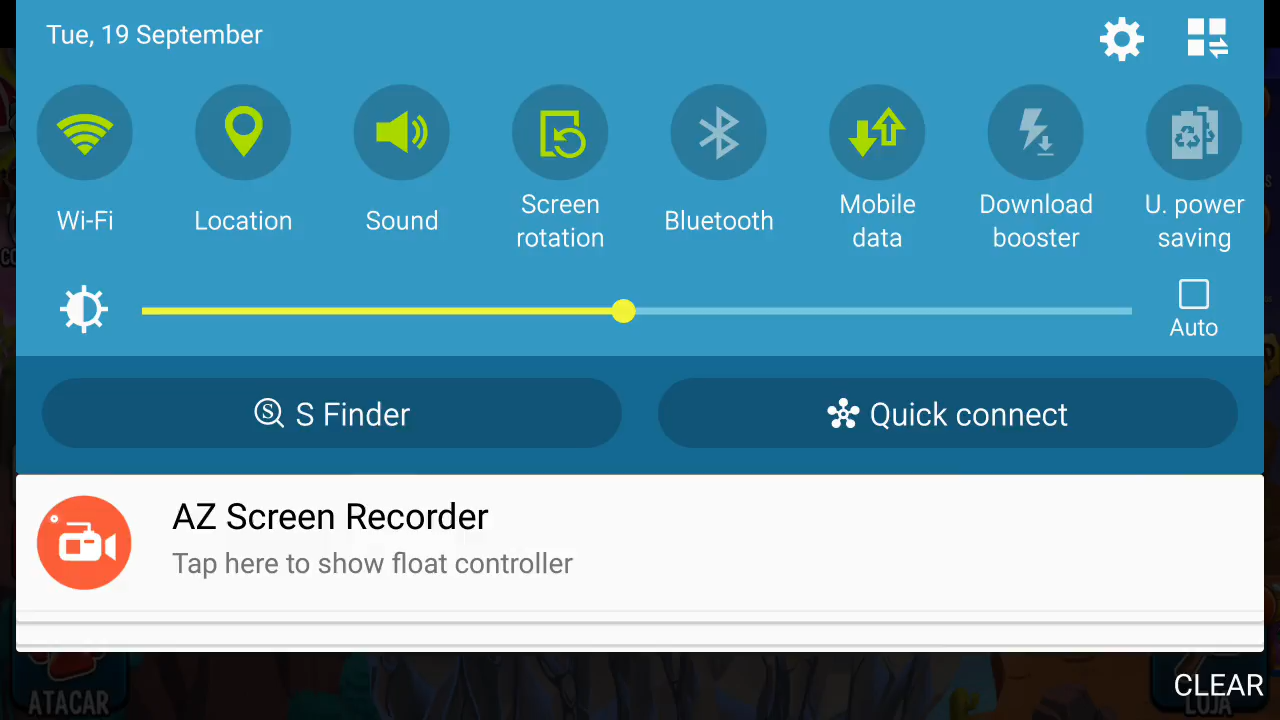 Tue, 19 September
Wi-Fi
Location
Sound
Screen
rotation
Bluetooth
Mobile
data
Download
booster
U. power
saving
Auto
S Finder
Quick connect
AZ Screen Recorder
Tap here to show float controller
ATACAR
LOJA
CLEAR